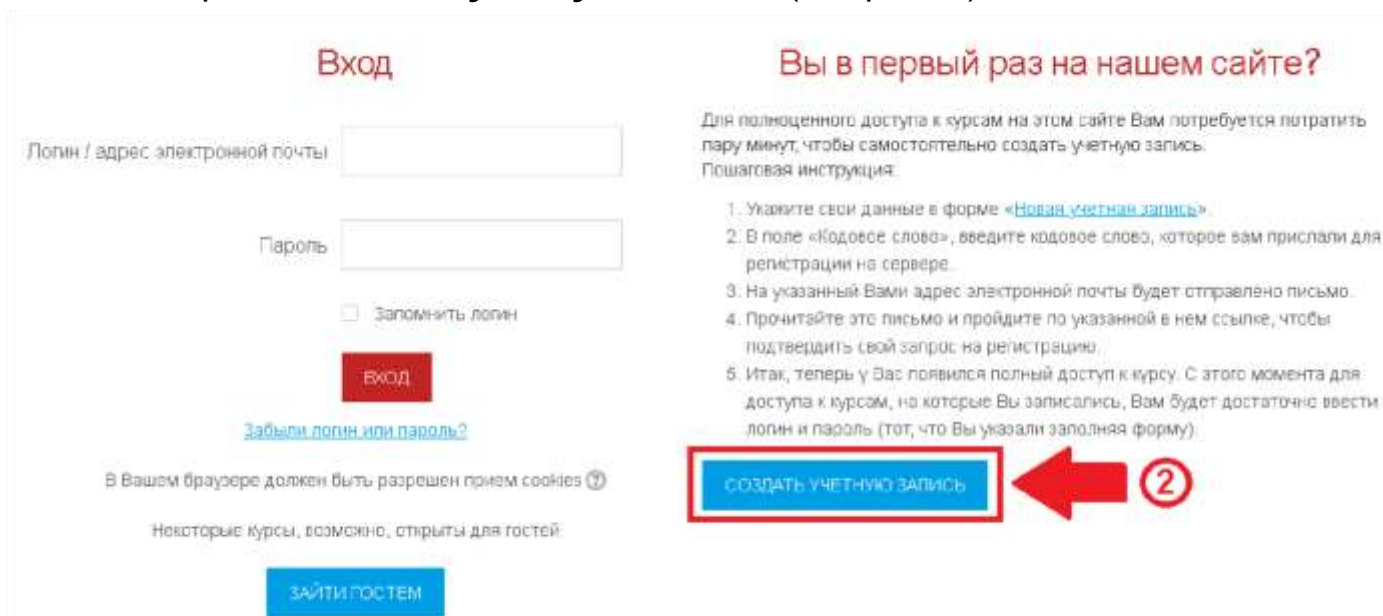 Вход
Логин / адрес электронной почты
Пароль
Запомнить логин
ВХОД
Забыли логин или пароль?
В Вашем браузере должен быть разрешен прием cookies
Некоторые курсы, возможно, открыты для гостей
ЗАЙТИ ГОСТЕМ
Вы в первый раз на нашем сайте?
Для полноценного доступа к курсам на этом сайте Вам потребуется потратить
пару минут, чтобы самостоятельно создать учетную запись.
Пошаговая инструкция:
1. Укажите свои данные в форме «Новая учетная запись».
2. В поле «Кодовое слово», введите кодовое слово, которое вам прислали для
регистрации на сервере.
3. На указанный Вами адрес электронной почты будет отправлено письмо.
4. Прочитайте это письмо и пройдите по указанной в нем ссылке, чтобы
подтвердить свой запрос на регистрацию.
5. Итак, теперь у Вас появился полный доступ к курсу. С этого момента для
доступа к курсам, на которые Вы записались, Вам будет достаточно ввести
логин и пароль (тот, что Вы указали заполняя форму).
СОЗДАТЬ УЧЕТНУЮ ЗАПИСЬ
2